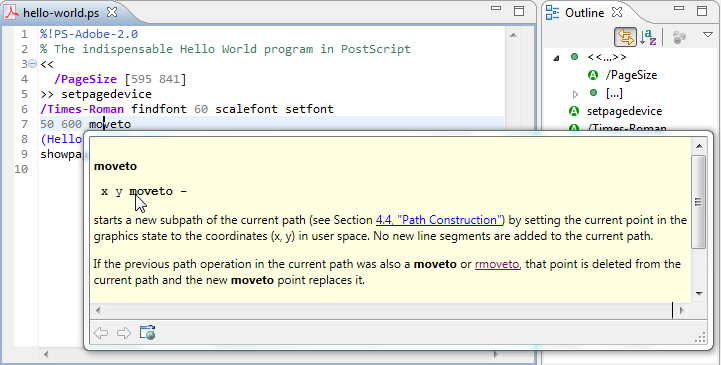 hello-world.ps
1 %!PS-Adobe-2.0
2 % The indispensable Hello World program in PostScript
3 <<
4 /PageSize [595 841]
5 >> setpagedevice
6 /Times-Roman findfont 60 scalefont setfont
7 50 600 moveto
8 (Hello
9 showpa
10
moveto
x y moveto –
starts a new subpath of the current path (see Section 4.4, "Path Construction") by setting the current point in the
graphics state to the coordinates (x, y) in user space. No new line segments are added to the current path.
If the previous path operation in the current path was also a moveto or rmoveto, that point is deleted from the
current path and the new moveto point replaces it.
Outline
<<...>>
/PageSize
[...]
setpagedevice
/Times-Roman